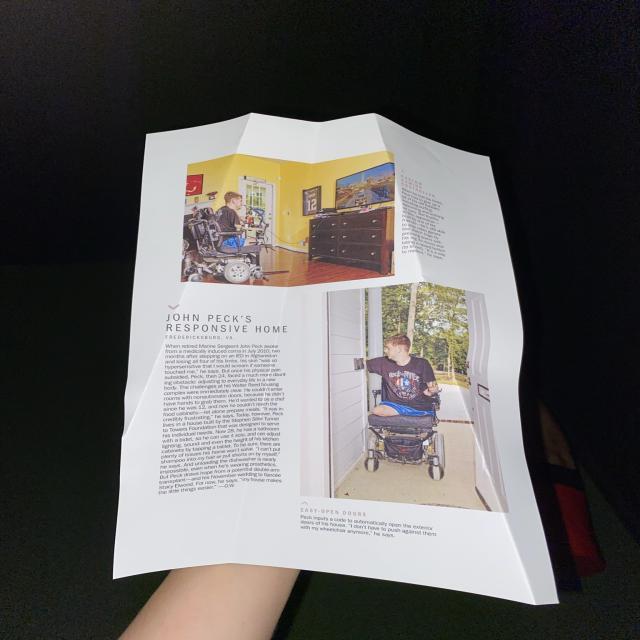 12
JOHN PECK'S
RESPONSIVE HOME
FREDERICKSBURG, VA.
When retired Marine Sergeant John Peck awoke
from a medically induced coma in July 2010, two
months after stepping on an IED in Afghanistan
and losing all four of his limbs, his skin "was so
hypersensitive that I would scream if someone
touched me," he says. But once his physical pain
subsided, Peck, then 24, faced a much more daunt-
ing obstacle: adjusting to everyday life in a new
body. The challenges at his Walter Reed housing
complex were immediately clear. He couldn't enter
rooms with nonautomatic doors, because he didn't
have hands to grab them. He'd wanted to be a chef
since he was 12, and now he couldn't reach the
food cabinets—let alone prepare meals. "It was in-
credibly frustrating," he says. Today, however, Peck
lives in a house built by the Stephen Siller Tunnel
to Towers Foundation that was designed to serve
his individual needs. Now 28, he has a bathroom
with a bidet, so he can use it solo, and can adjust
lighting, sound and even the height of his kitchen
cabinets by tapping a tablet. To be sure, there are
plenty of issues his home won't solve. "I can't put
shampoo into my hair or put shorts on by myself,"
he says. And unloading the dishwasher is nearly
impossible, even when he's wearing prosthetics.
But Peck draws hope from a potential double-arm
transplant—and his November wedding to fiancée
Stacy Elwood. For now, he says, "my house makes
the little things easier." —O.W.
EASY-OPEN DOORS
Peck inputs a code to automatically open the exterior
doors of his house. "I don't have to push against them
with my wheelchair anymore," he says.